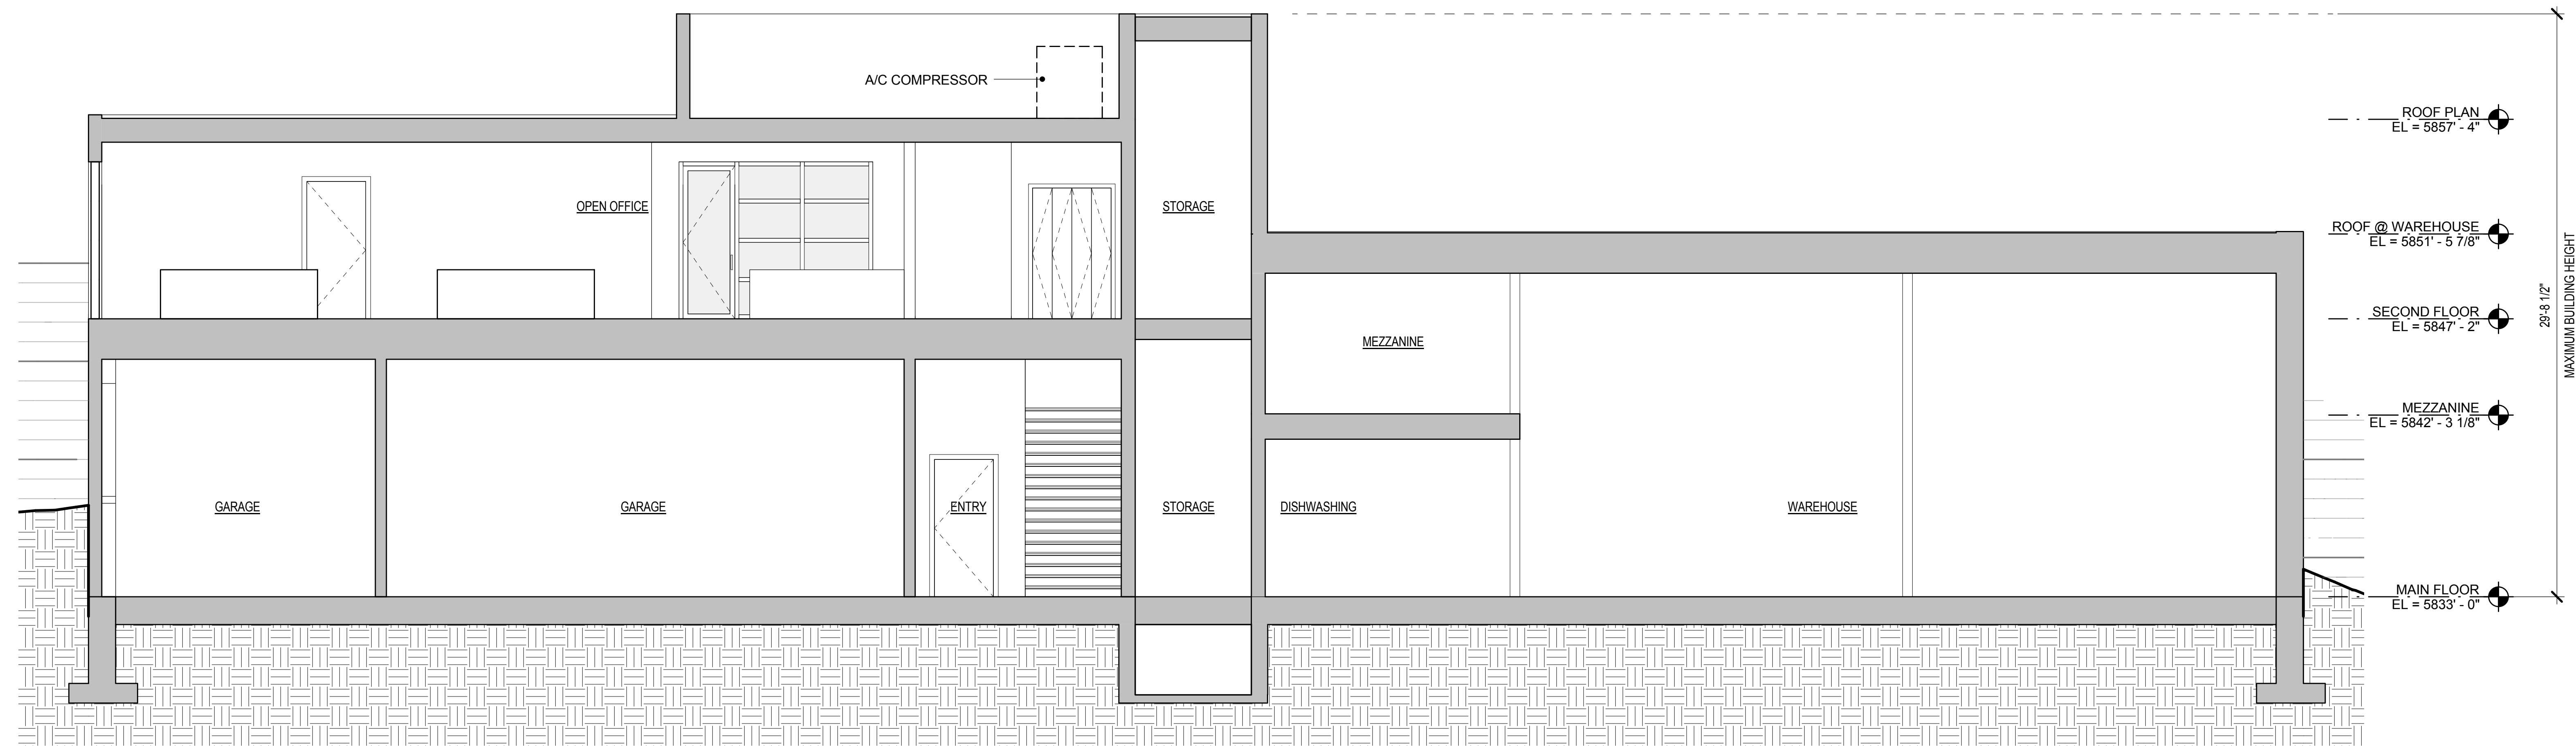 A/C COMPRESSOR
ROOF PLAN
EL = 5857' - 4"
OPEN OFFICE
STORAGE
ROOF @ WAREHOUSE
EL = 5851' - 5 7/8"
29'-8 1/2"
MAXIMUM BUILDING HEIGHT
SECOND FLOOR
EL = 5847' - 2"
MEZZANINE
MEZZANINE
EL = 5842' - 3 1/8"
GARAGE
GARAGE
ENTRY
STORAGE
DISHWASHING
WAREHOUSE
MAIN FLOOR
EL = 5833' - 0"